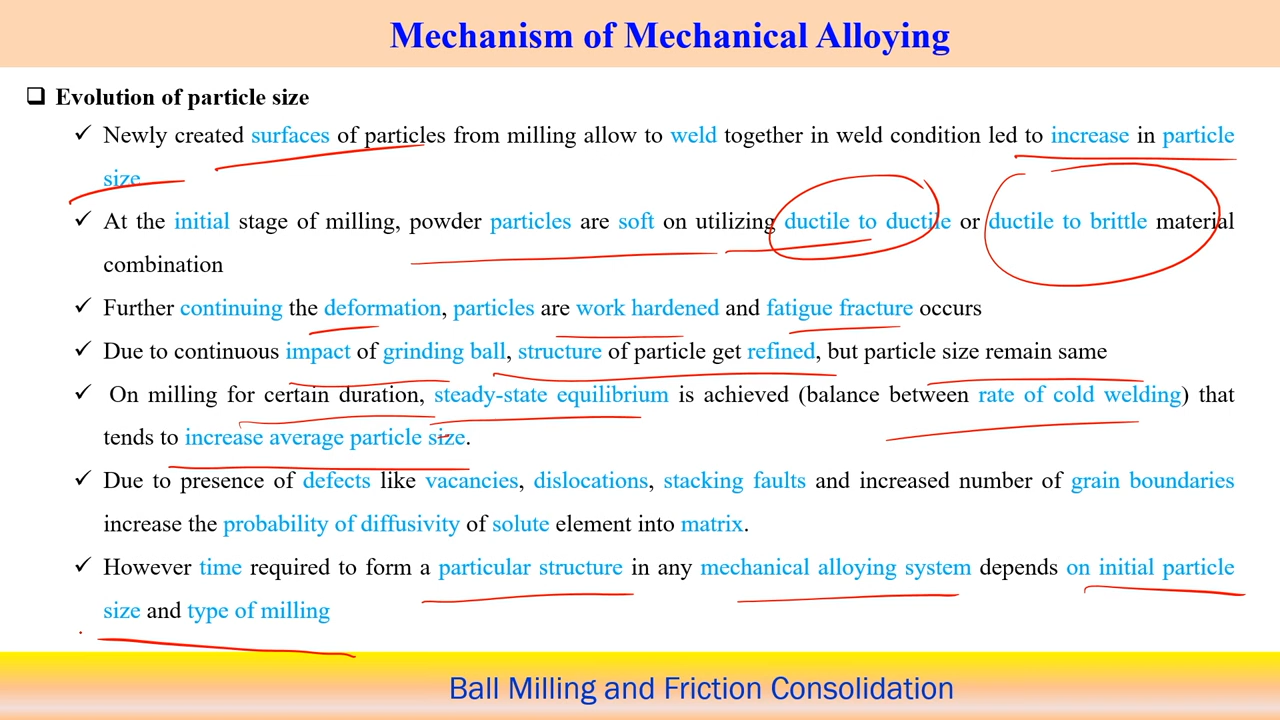 Mechanism of Mechanical Alloying
❑ Evolution of particle size
✓ Newly created surfaces of particles from milling allow to weld together in weld condition led to increase in particle
size
✓ At the initial stage of milling, powder particles are soft on utilizing ductile to ductile or ductile to brittle material
combination
✓ Further continuing the deformation, particles are work hardened and fatigue fracture occurs
✓ Due to continuous impact of grinding ball, structure of particle get refined, but particle size remain same
✓ On milling for certain duration, steady-state equilibrium is achieved (balance between rate of cold welding) that
tends to increase average particle size.
✓ Due to presence of defects like vacancies, dislocations, stacking faults and increased number of grain boundaries
increase the probability of diffusivity of solute element into matrix.
✓ However time required to form a particular structure in any mechanical alloying system depends on initial particle
size and type of milling
Ball Milling and Friction Consolidation